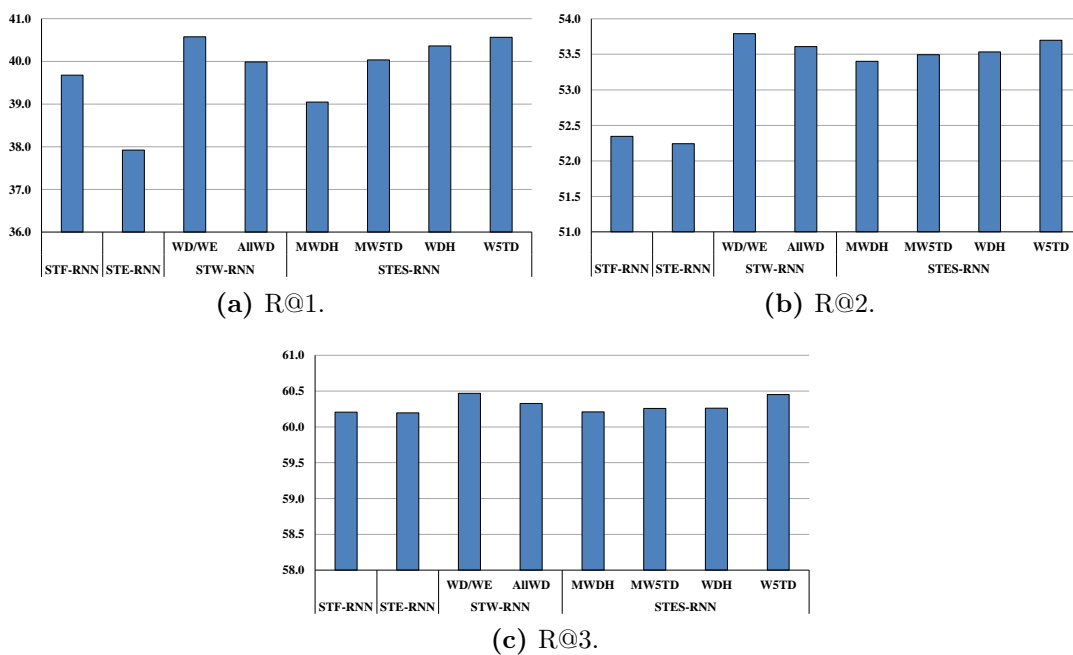 41.0
40.0
39.0
38.0
37.0
36.0
WD/WE AllWD MWDH MW5TD WDH W5TD
STF-RNN STE-RNN STW-RNN STES-RNN
(a) R@1.
54.0
53.5
53.0
52.5
52.0
51.5
51.0
WD/WE AllWD MWDH MW5TD WDH W5TD
STF-RNN STE-RNN STW-RNN STES-RNN
(b) R@2.
61.0
60.5
60.0
59.5
59.0
58.5
58.0
WD/WE AllWD MWDH MW5TD WDH W5TD
STF-RNN STE-RNN STW-RNN STES-RNN
(c) R@3.